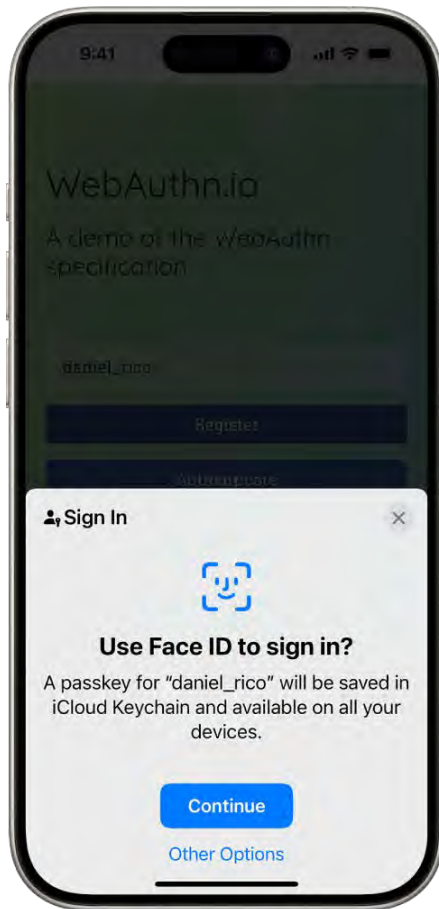 9:41
WebAuthn.io
A demo of the WebAuthn
specification
daniel_rico
Register
Authenticate
Sign In
Use Face ID to sign in?
A passkey for “daniel_rico” will be saved in
iCloud Keychain and available on all your
devices.
Continue
Other Options